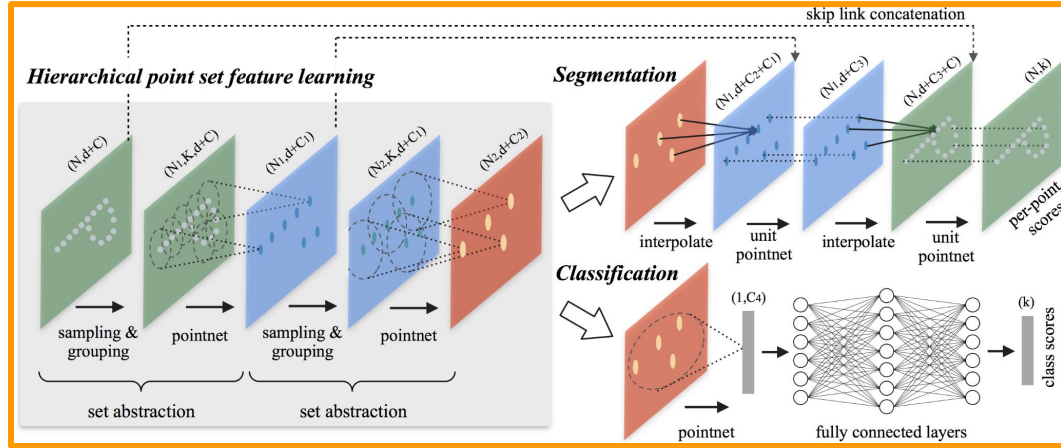 skip link concatenation
Hierarchical point set feature learning
(N,d+C)
(N1,K,d+C)
(N1,d+C1)
(N2,K,d+C1)
(N2,d+C2)
sampling &
grouping
pointnet
sampling &
grouping
pointnet
set abstraction
set abstraction
Segmentation
(N1,d+C2+C1)
(N1,d+C3)
(N,d+C3+C)
(N,k)
interpolate
unit
pointnet
interpolate
unit
pointnet
per-point
scores
Classification
(1,C4)
(k)
class scores
pointnet
fully connected layers